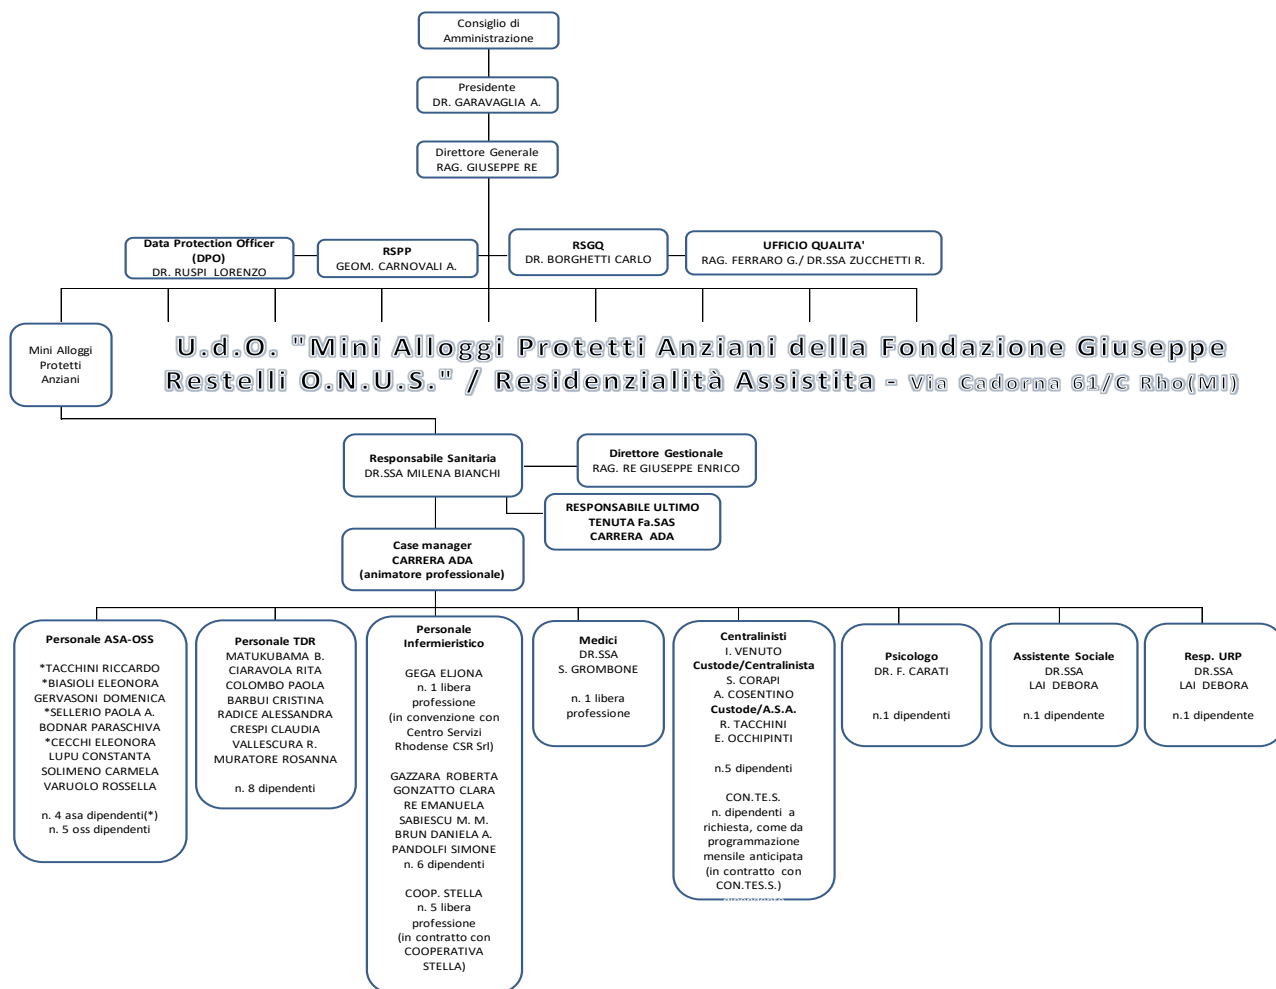 Consiglio di
Amministrazione
Presidente
DR. GARAVAGLIA A.
Direttore Generale
RAG. GIUSEPPE RE
Data Protection Officer
(DPO)
DR. RUSPI LORENZO
RSPP
GEOM. CARNOVALI A.
RSGQ
DR. BORGHETTI CARLO
UFFICIO QUALITA'
RAG. FERRARO G./ DR.SSA ZUCCHETTI R.
Mini Alloggi
Protetti
Anziani
U.d.O. "Mini Alloggi Protetti Anziani della Fondazione Giuseppe
Restelli O.N.U.S." / Residenzialità Assistita - Via Cadorna 61/C Rho(MI)
Responsabile Sanitaria
DR.SSA MILENA BIANCHI
Direttore Gestionale
RAG. RE GIUSEPPE ENRICO
RESPONSABILE ULTIMO
TENUTA Fa.SAS
CARRERA ADA
Case manager
CARRERA ADA
(animatore professionale)
Personale ASA-OSS
*TACCHINI RICCARDO
*BIASIOLI ELEONORA
GERVASONI DOMENICA
*SELLERIO PAOLA A.
BODNAR PARASCHIVA
*CECCHI ELEONORA
LUPU CONSTANTA
SOLIMENO CARMELA
VARUOLO ROSSELLA
n. 4 asa dipendenti(*)
n. 5 oss dipendenti
Personale TDR
MATUKUBAMA B.
CIARAVOLA RITA
COLOMBO PAOLA
BARBUI CRISTINA
RADICE ALESSANDRA
CRESPI CLAUDIA
VALLESCURA R.
MURATORE ROSANNA
n. 8 dipendenti
Personale
Infermieristico
GEGA ELJONA
n. 1 libera
professione
(in convenzione con
Centro Servizi
Rhodense CSR Srl)
GAZZARA ROBERTA
GONZATTO CLARA
RE EMANUELA
SABIESCU M. M.
BRUN DANIELA A.
PANDOLFI SIMONE
n. 6 dipendenti
COOP. STELLA
n. 5 libera
professione
(in contratto con
COOPERATIVA
STELLA)
Medici
DR.SSA
S. GROMBONE
n. 1 libera
professione
Centralinisti
I. VENUTO
Custode/Centralinista
S. CORAPI
A. COSENTINO
Custode/A.S.A.
R. TACCHINI
E. OCCHIPINTI
n.5 dipendenti
CON.TE.S.
n. dipendenti a
richiesta, come da
programmazione
mensile anticipata
(in contratto con
CON.TES.S.)
Psicologo
DR. F. CARATI
n.1 dipendenti
Assistente Sociale
DR.SSA
LAI DEBORA
n.1 dipendente
Resp. URP
DR.SSA
LAI DEBORA
n.1 dipendente